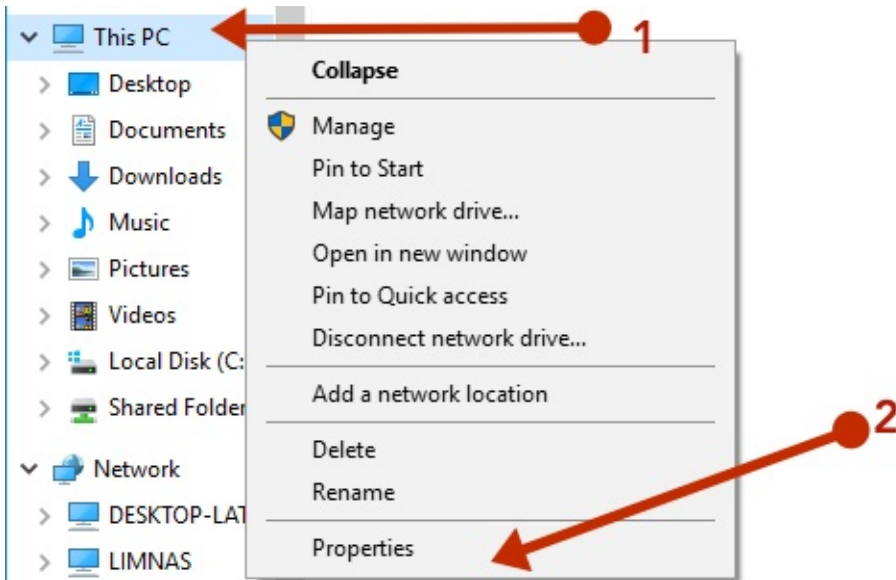 This PC
Desktop
Documents
Downloads
Music
Pictures
Videos
Local Disk (C:
Shared Folder
Network
DESKTOP-LAT
LIMNAS
1
Collapse
Manage
Pin to Start
Map network drive...
Open in new window
Pin to Quick access
Disconnect network drive...
Add a network location
Delete
Rename
Properties
2